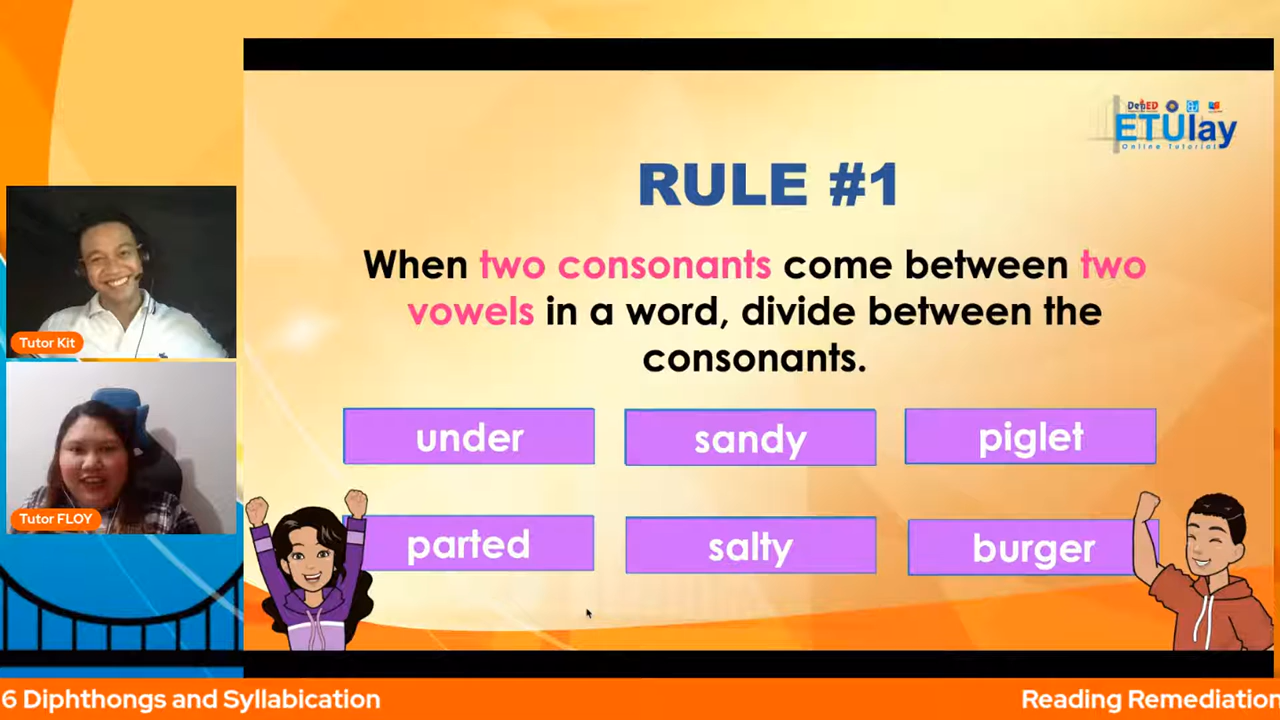 DepED
ETUlay
Online Tutorial
RULE #1
When two consonants come between two
vowels in a word, divide between the
consonants.
under
sandy
piglet
parted
salty
burger
Tutor Kit
Tutor FLOY
6 Diphthongs and Syllabication
Reading Remediation